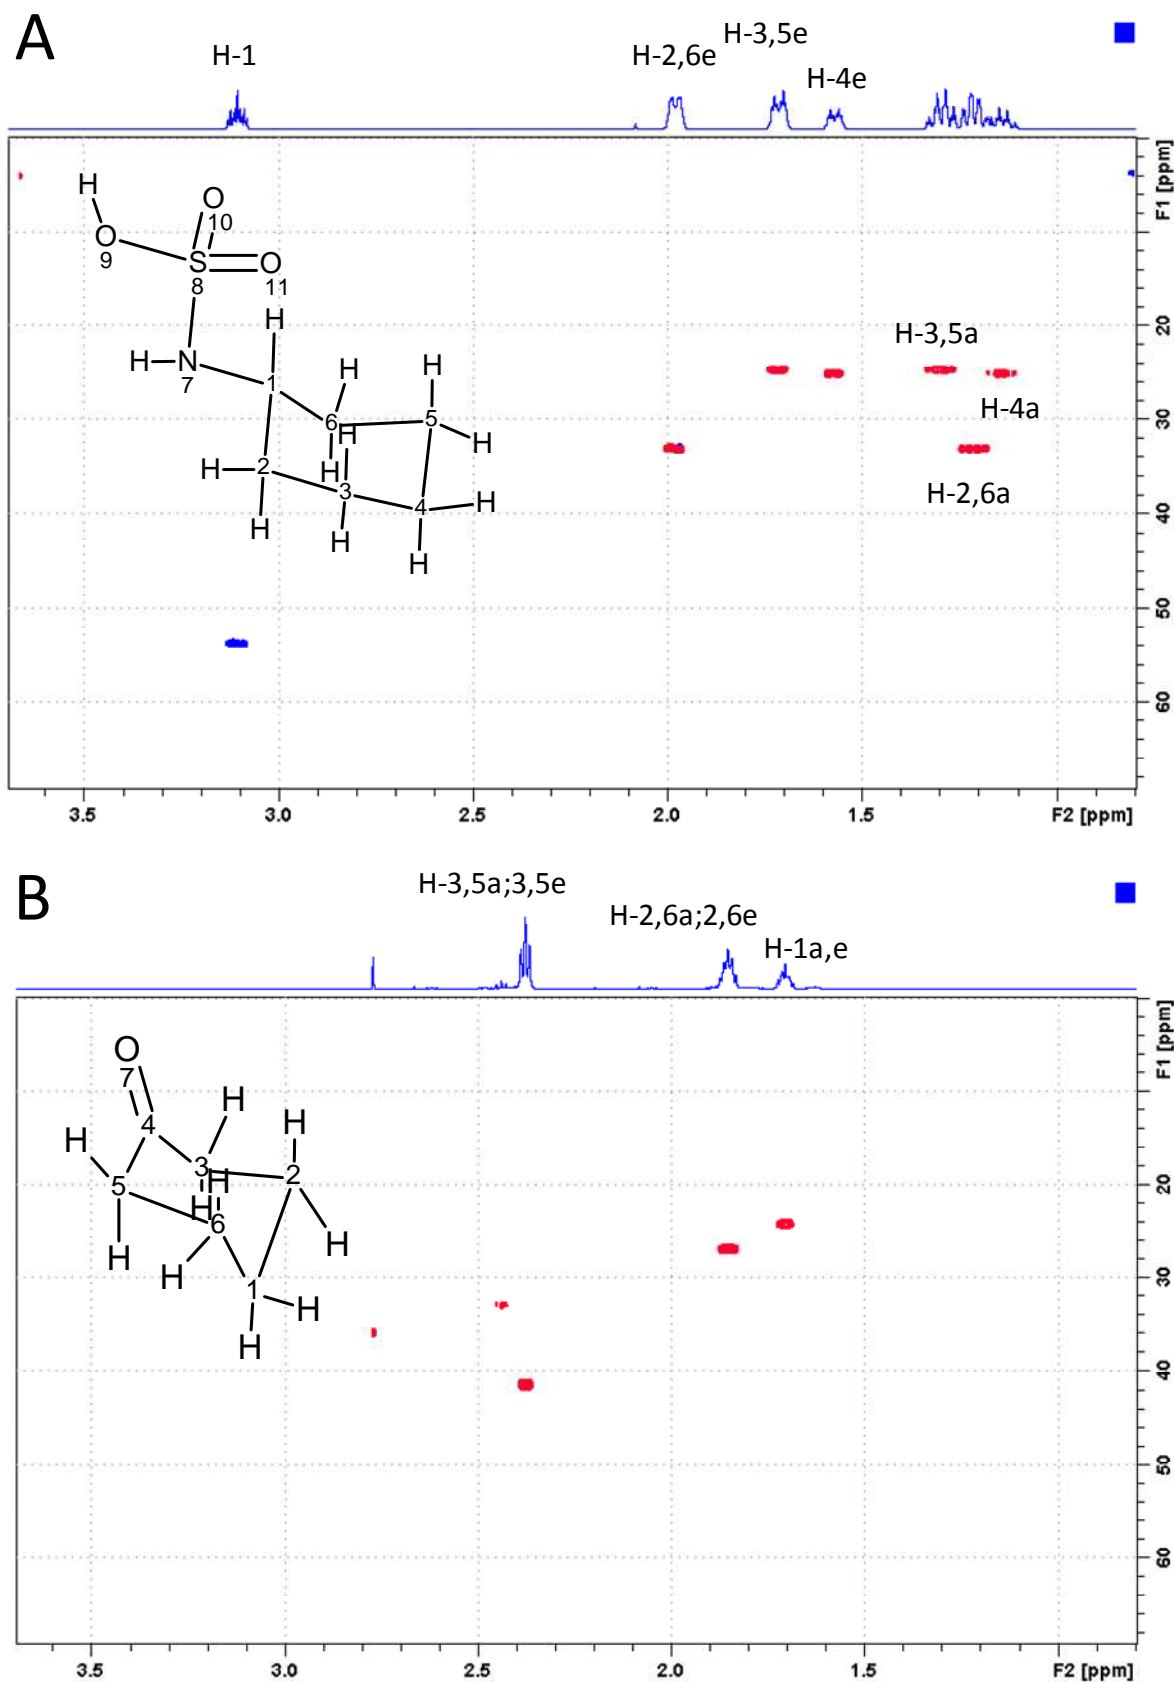 A
H-1
H-2,6e
H-3,5e
H-4e
H
O
9
O
10
S
8
O
11
H
H
N
7
1
H
H
6
H
5
H
H
2
H
3
H
4
H
H
H
H
H-3,5a
H-4a
H-2,6a
F1 [ppm]
20
30
40
50
60
3.5
3.0
2.5
2.0
1.5
F2 [ppm]
B
H-3,5a;3,5e
H-2,6a;2,6e
H-1a,e
O
7
4
H
H
H
3
2
5
H
H
6
H
H
H
1
H
H
F1 [ppm]
20
30
40
50
60
3.5
3.0
2.5
2.0
1.5
F2 [ppm]